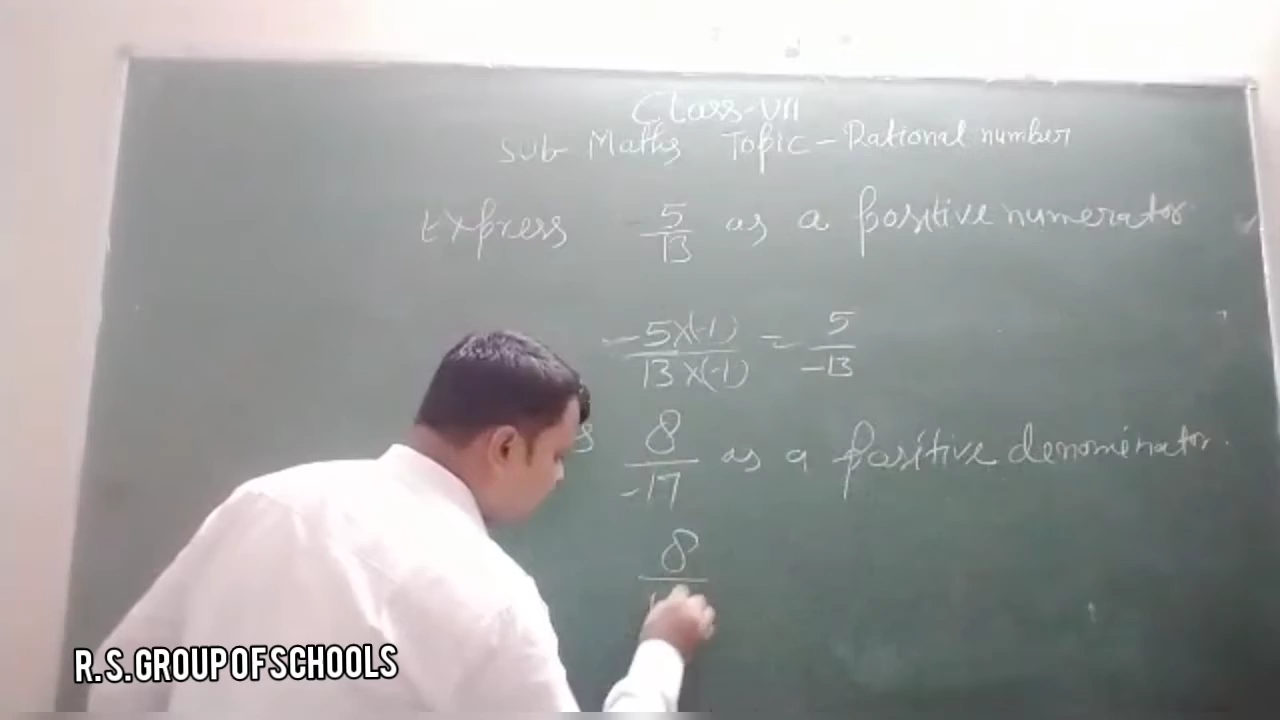 Class-VII
Sub Maths Topic - Rational number
Express -5/13 as a positive numerator
-5×(-1)/13×(-1) = 5/-13
s 8/-17 as a positive denominator.
8
R. S. GROUP OF SCHOOLS